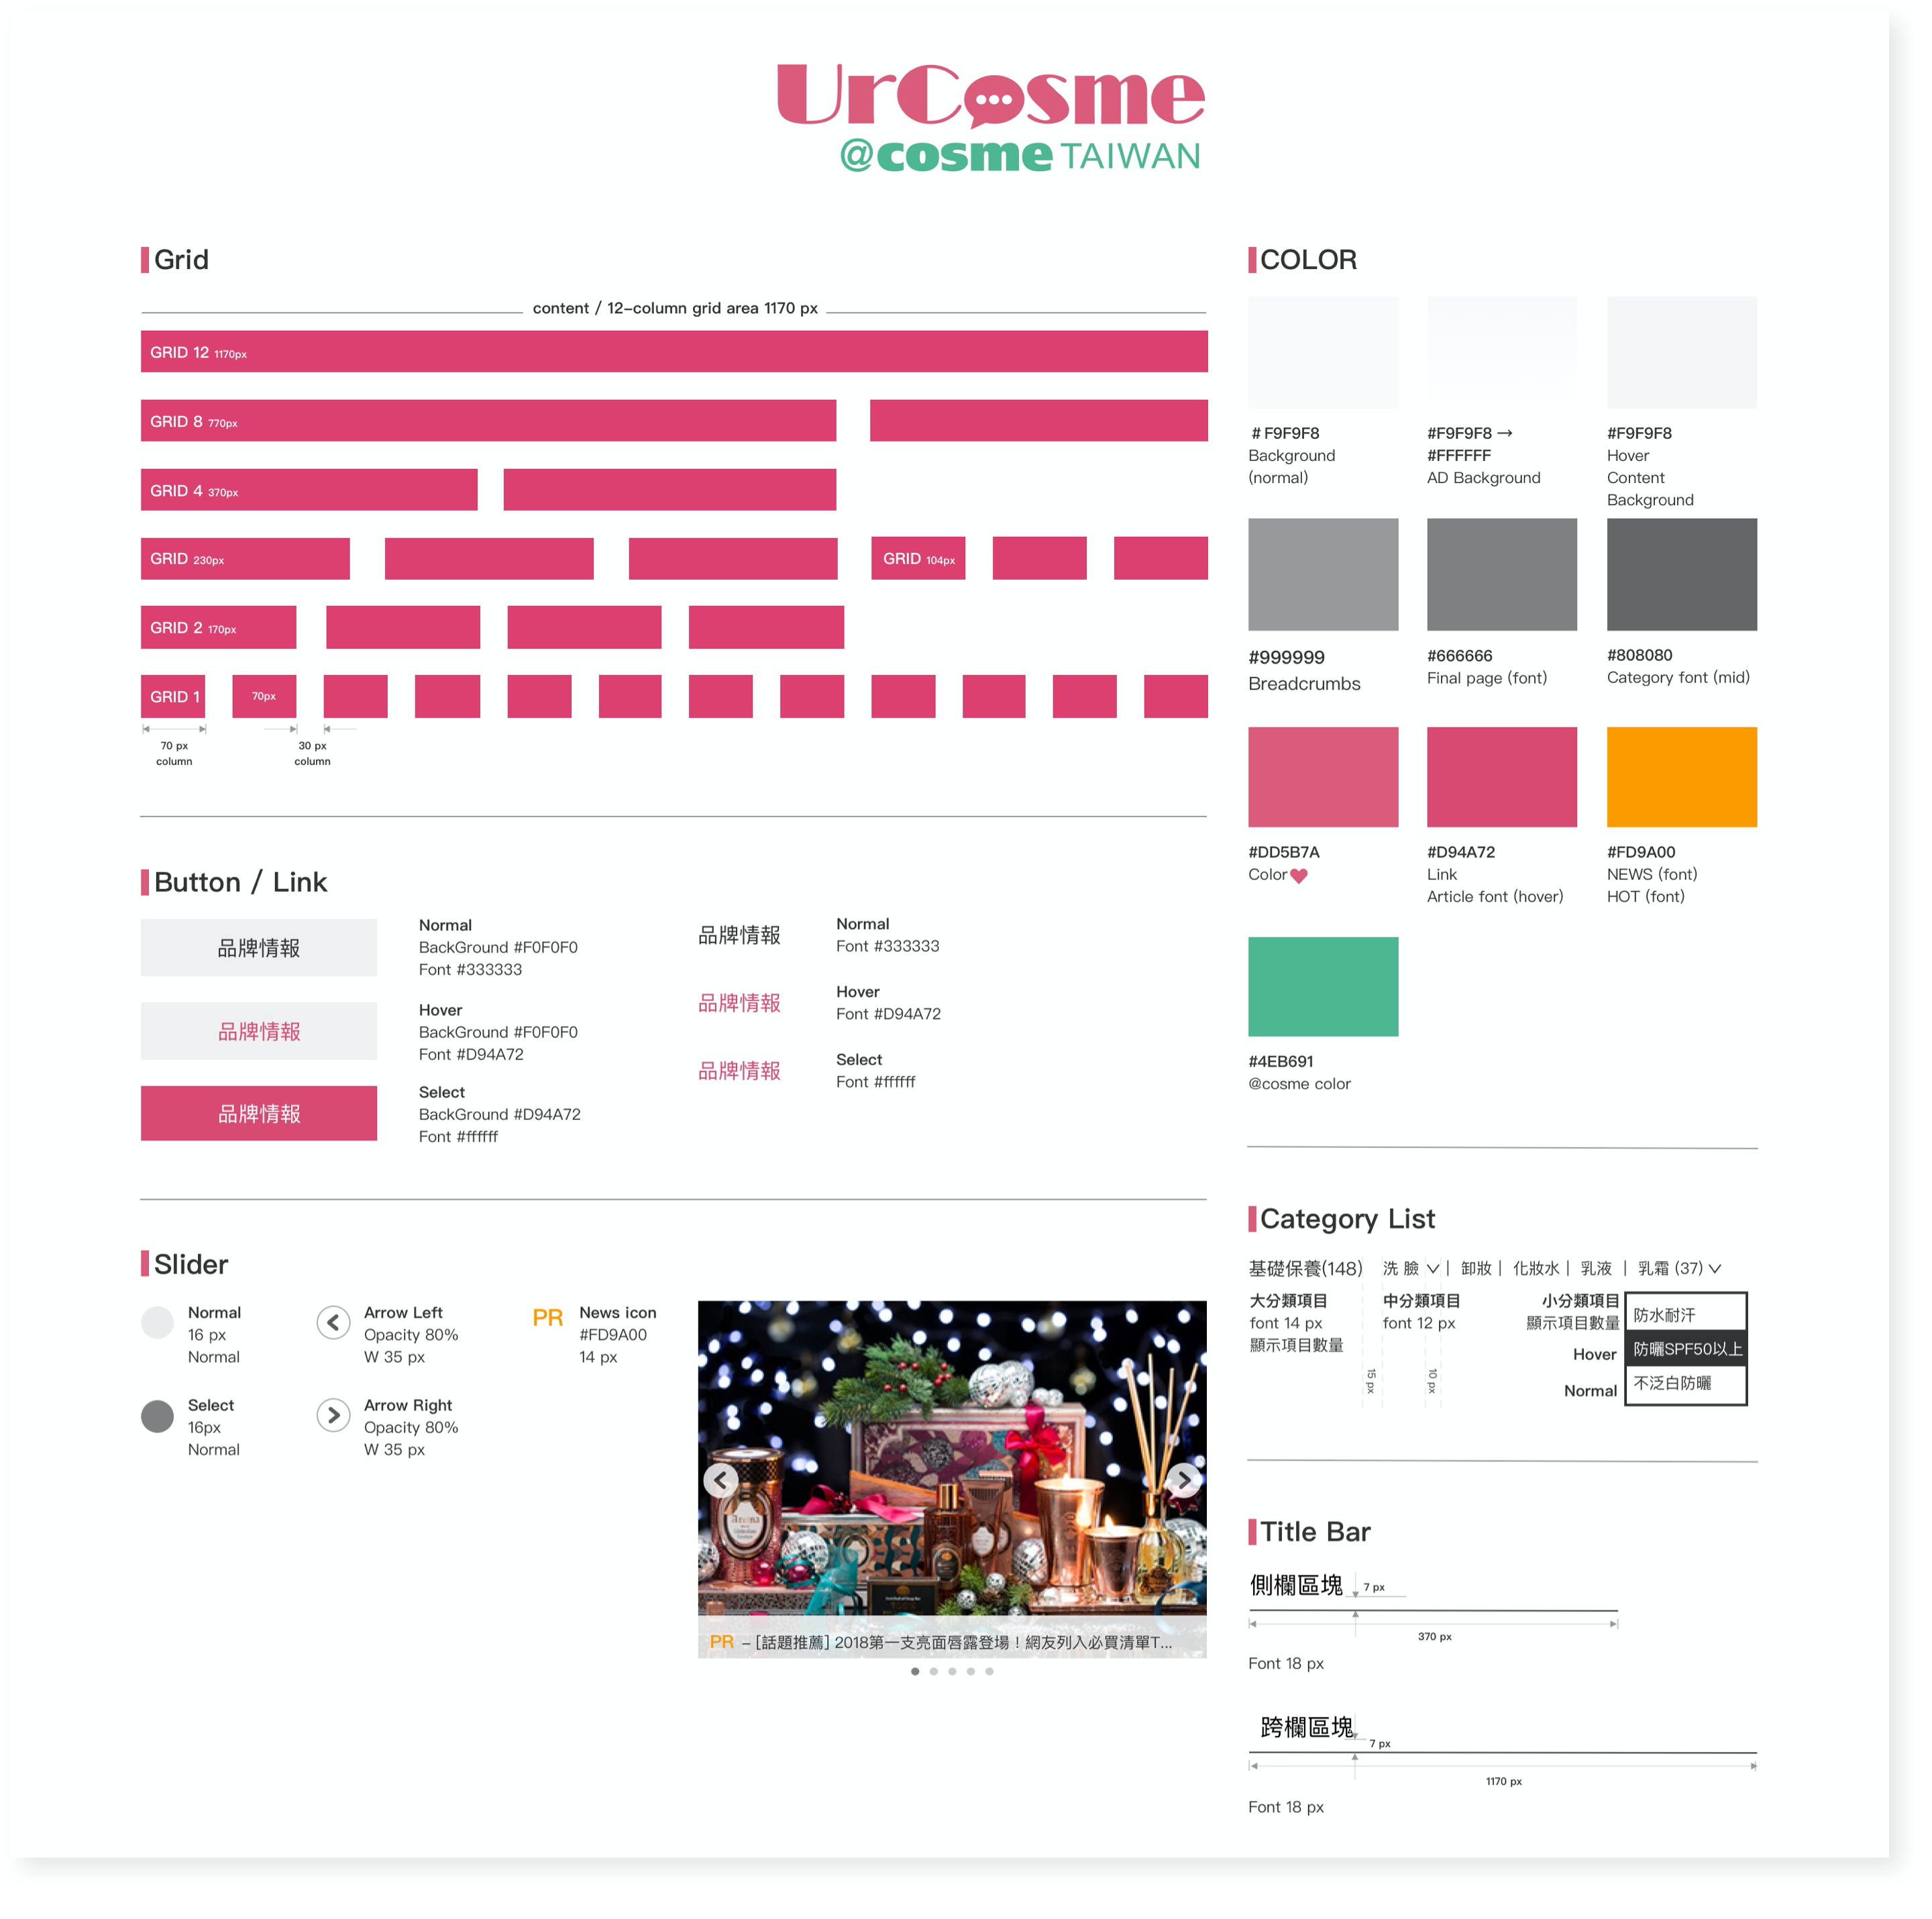 UrCosme
@cosme TAIWAN
Grid
content / 12-column grid area 1170 px
GRID 12 1170px
GRID 8 770px
GRID 4 370px
GRID 230px
GRID 104px
GRID 2 170px
GRID 1
70px
70 px
column
30 px
column
Button / Link
品牌情報
Normal
BackGround #F0F0F0
Font #333333
品牌情報
Hover
BackGround #F0F0F0
Font #D94A72
品牌情報
Select
BackGround #D94A72
Font #ffffff
品牌情報
Normal
Font #333333
品牌情報
Hover
Font #D94A72
品牌情報
Select
Font #ffffff
Slider
Normal
16 px
Normal
Arrow Left
Opacity 80%
W 35 px
PR
News icon
#FD9A00
14 px
Select
16px
Normal
Arrow Right
Opacity 80%
W 35 px
Aroma
PR – [話題推薦] 2018第一支亮面唇露登場！網友列入必買清單T...
COLOR
# F9F9F8
Background
(normal)
#F9F9F8 →
#FFFFFF
AD Background
#F9F9F8
Hover
Content
Background
#999999
Breadcrumbs
#666666
Final page (font)
#808080
Category font (mid)
#DD5B7A
Color
#D94A72
Link
Article font (hover)
#FD9A00
NEWS (font)
HOT (font)
#4EB691
@cosme color
Category List
基礎保養(148) 洗 臉 | 卸妝 | 化妝水 | 乳液 | 乳霜 (37)
大分類項目
font 14 px
顯示項目數量
中分類項目
font 12 px
15 px
10 px
小分類項目
顯示項目數量
Hover
Normal
防水耐汗
防曬SPF50以上
不泛白防曬
Title Bar
側欄區塊
7 px
370 px
Font 18 px
跨欄區塊
7 px
1170 px
Font 18 px